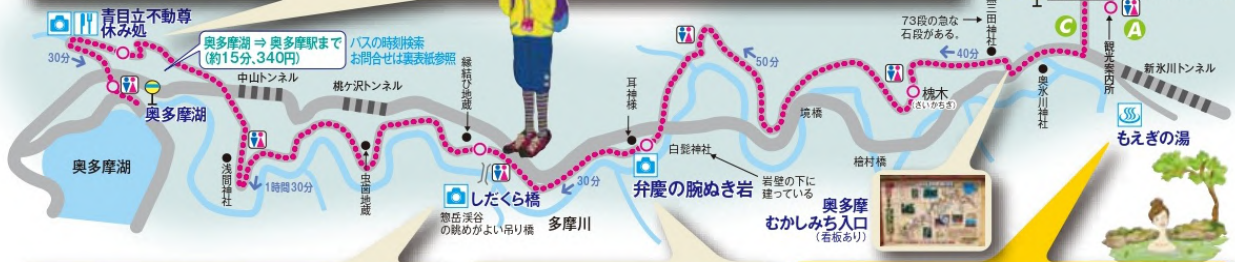 青目立不動尊
休み処
30分
奥多摩湖 ⇒ 奥多摩駅まで
(約15分、340円)
バスの時刻検索
お問合せは裏表紙参照
奥多摩湖
奥多摩湖
中山トンネル
桃ヶ沢トンネル
浅間神社
1時間30分
虫歯地蔵
縁結び地蔵
しだくら橋
惣岳渓谷
の眺めがよい吊り橋
多摩川
30分
耳神様
弁慶の腕ぬき岩
50分
白髭神社
岩壁の下に
建っている
境橋
檜村橋
奥多摩
むかしみち入口
(看板あり)
73段の急な
石段がある。
三田神社
40分
槐木
(さいかちぎ)
奥氷川神社
C
A
観光案内所
新氷川トンネル
もえぎの湯